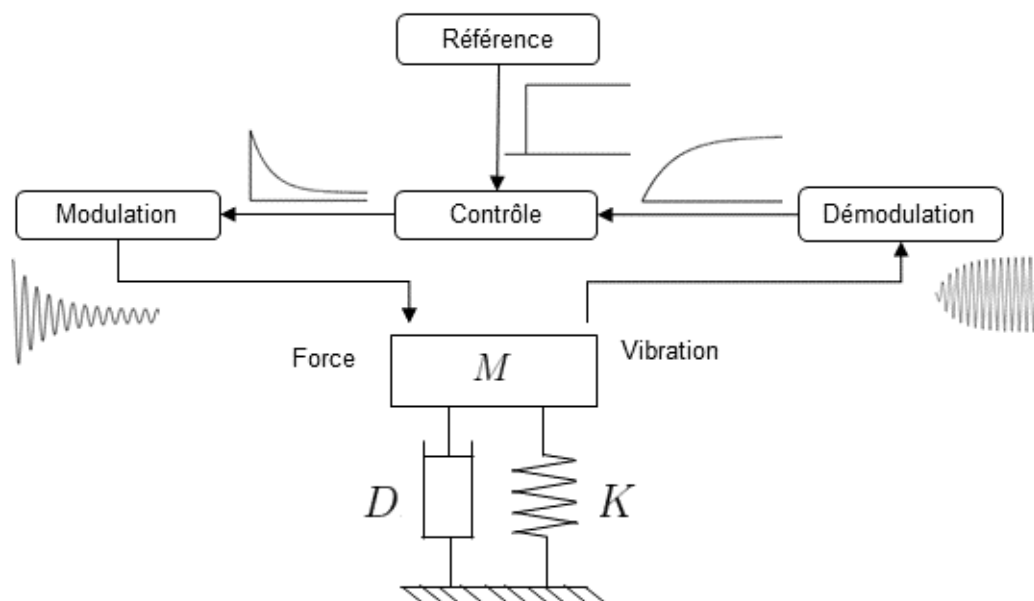 Référence
Modulation
Contrôle
Démodulation
Force
M
Vibration
D
K